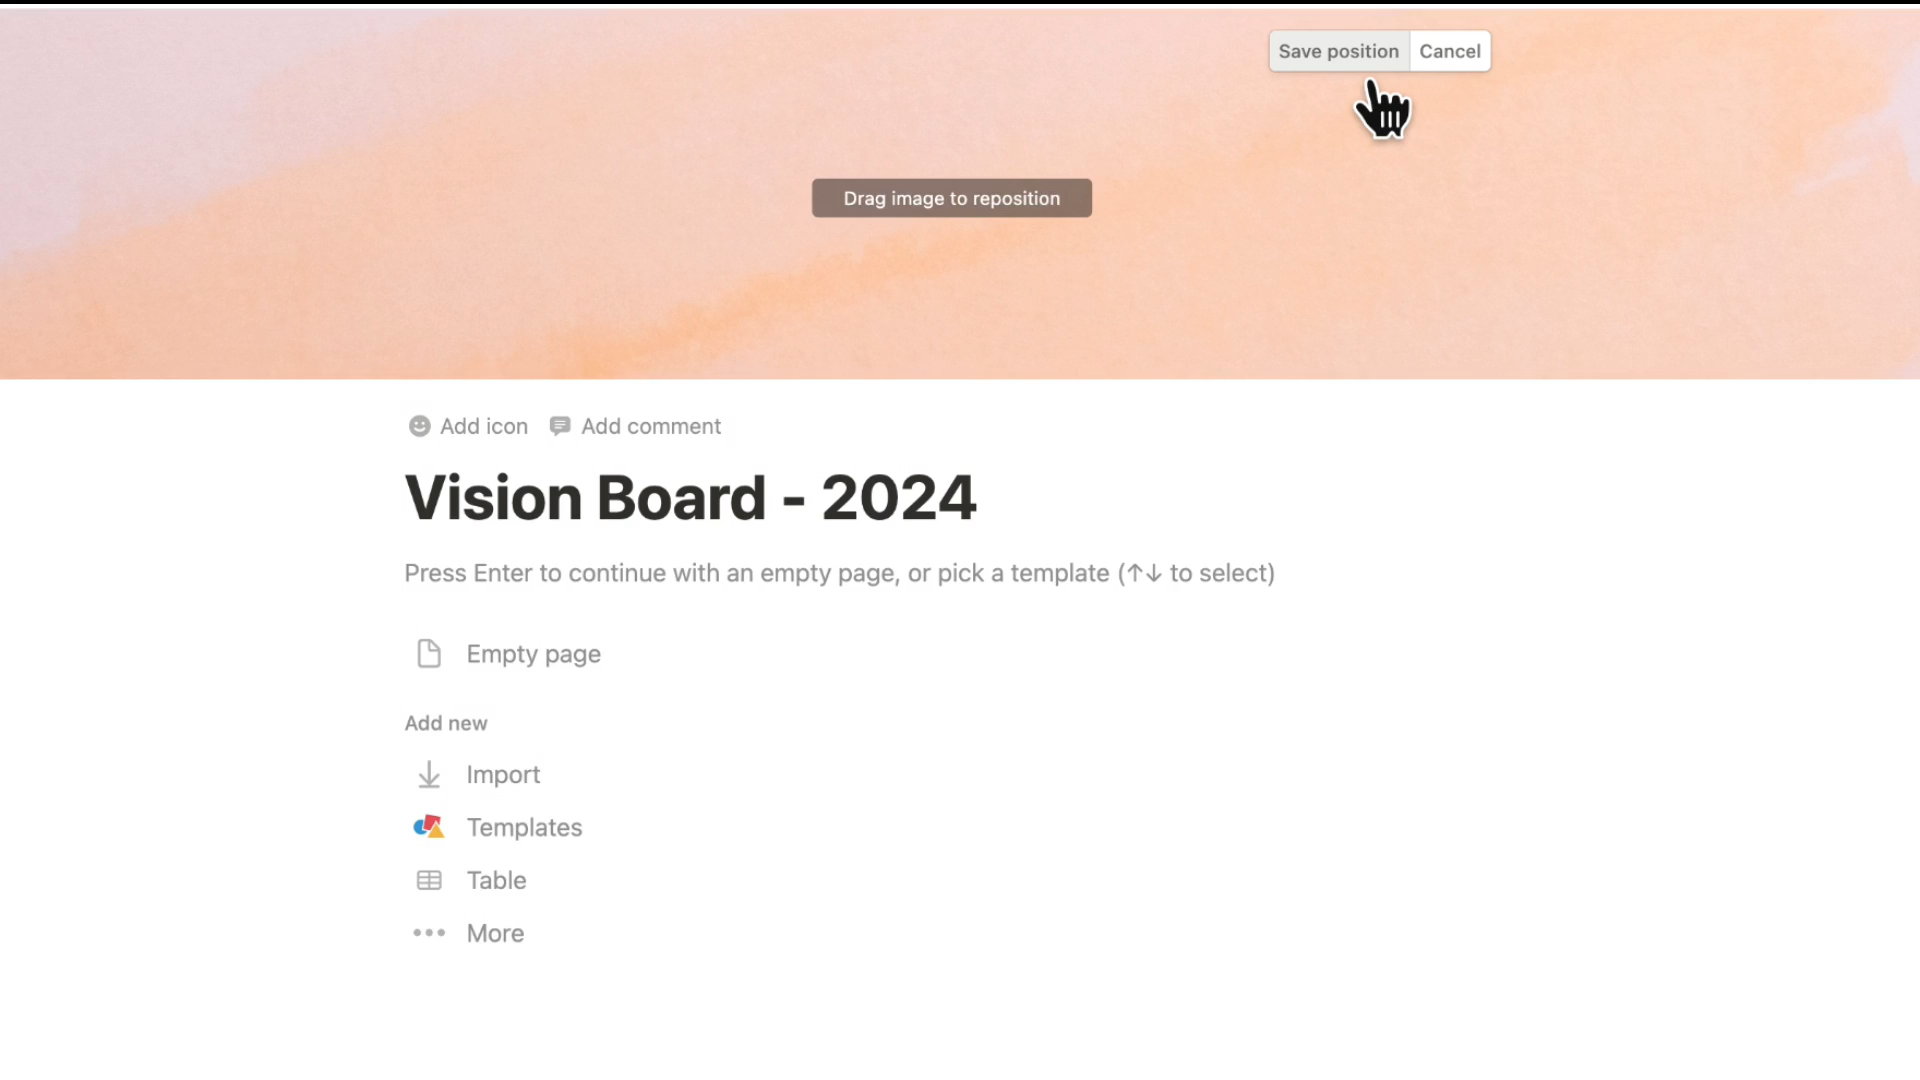 Save position Cancel
Drag image to reposition
Add icon Add comment
Vision Board - 2024
Press Enter to continue with an empty page, or pick a template (↑↓ to select)
Empty page
Add new
Import
Templates
Table
More